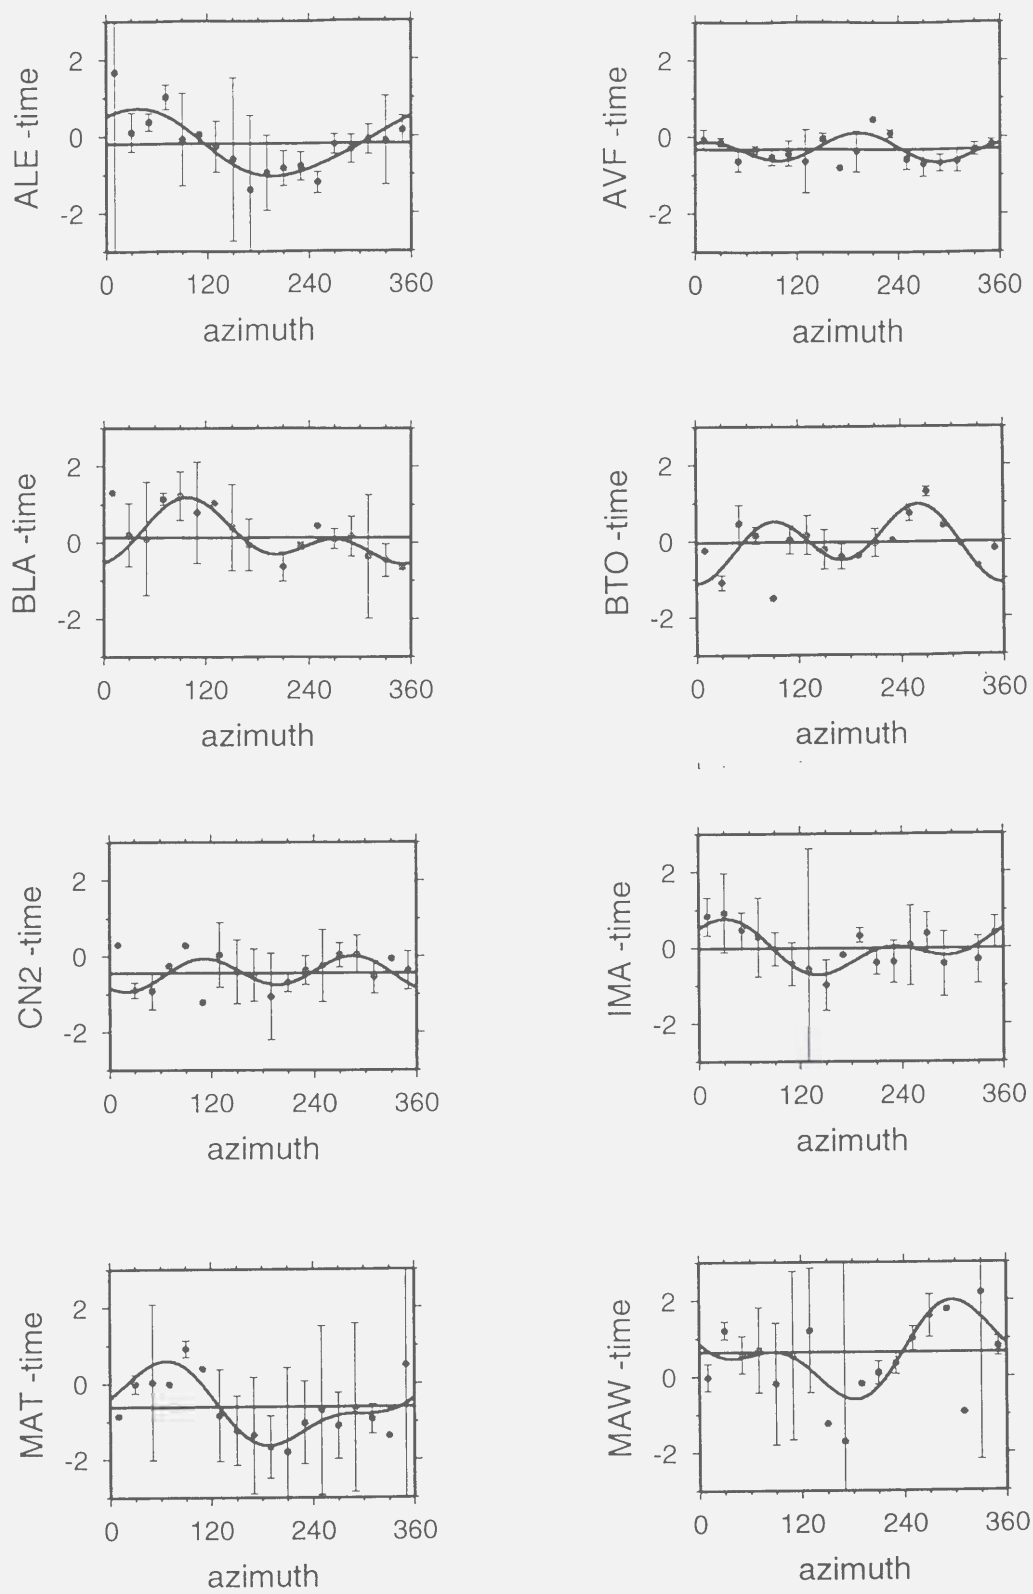 ALE -time
2
0
-2
0 120 240 360
azimuth
AVF -time
2
0
-2
0 120 240 360
azimuth
BLA -time
2
0
-2
0 120 240 360
azimuth
BTO -time
2
0
-2
0 120 240 360
azimuth
CN2 -time
2
0
-2
0 120 240 360
azimuth
IMA -time
2
0
-2
0 120 240 360
azimuth
MAT -time
2
0
-2
0 120 240 360
azimuth
MAW -time
2
0
-2
0 120 240 360
azimuth